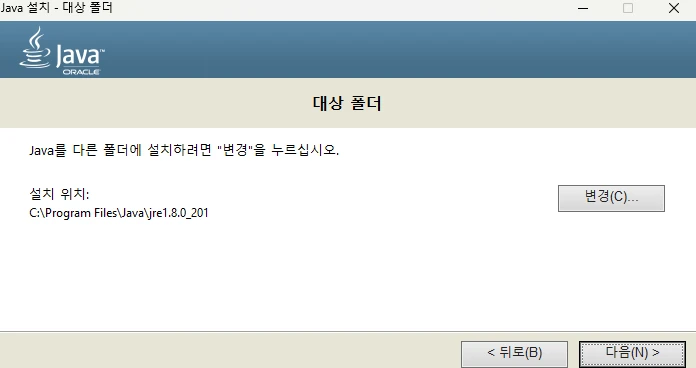 Java 설치 - 대상 폴더
Java™
ORACLE
대상 폴더
Java를 다른 폴더에 설치하려면 "변경"을 누르십시오.
설치 위치:
변경(C)...
C:\Program Files\Java\jre1.8.0_201
< 뒤로(B)
다음(N) >